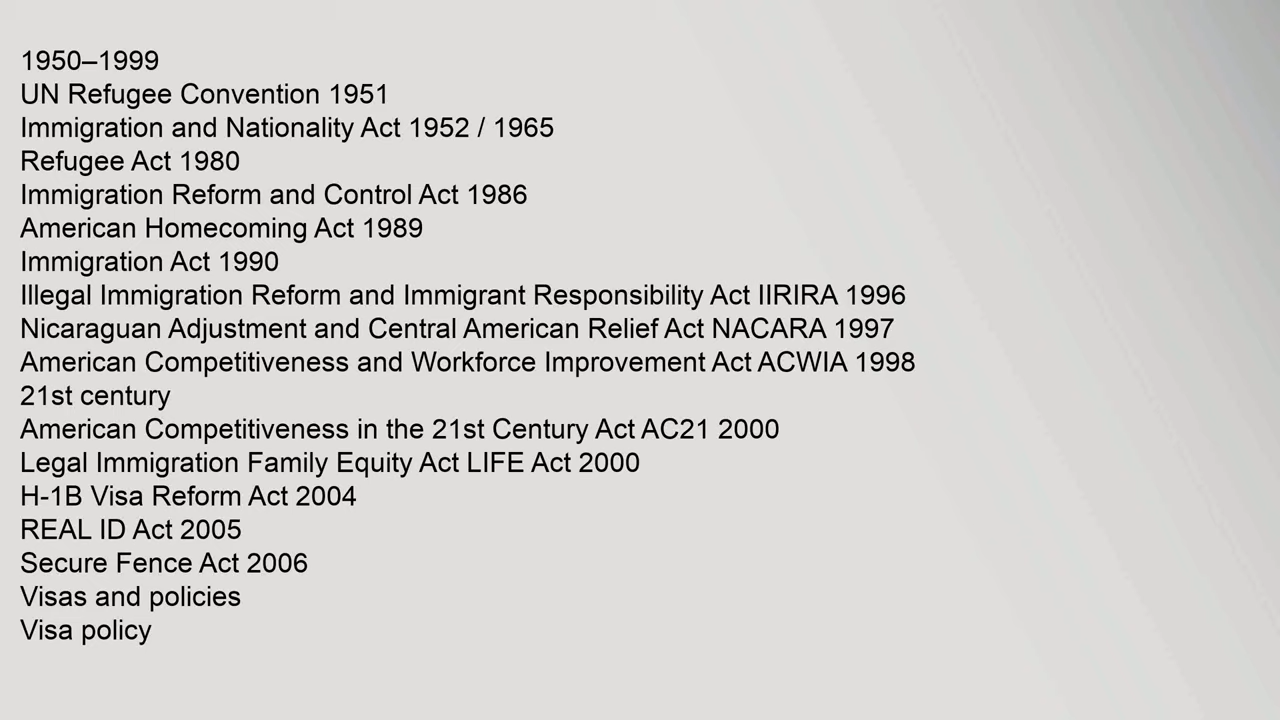 1950–1999
UN Refugee Convention 1951
Immigration and Nationality Act 1952 / 1965
Refugee Act 1980
Immigration Reform and Control Act 1986
American Homecoming Act 1989
Immigration Act 1990
Illegal Immigration Reform and Immigrant Responsibility Act IIRIRA 1996
Nicaraguan Adjustment and Central American Relief Act NACARA 1997
American Competitiveness and Workforce Improvement Act ACWIA 1998
21st century
American Competitiveness in the 21st Century Act AC21 2000
Legal Immigration Family Equity Act LIFE Act 2000
H-1B Visa Reform Act 2004
REAL ID Act 2005
Secure Fence Act 2006
Visas and policies
Visa policy